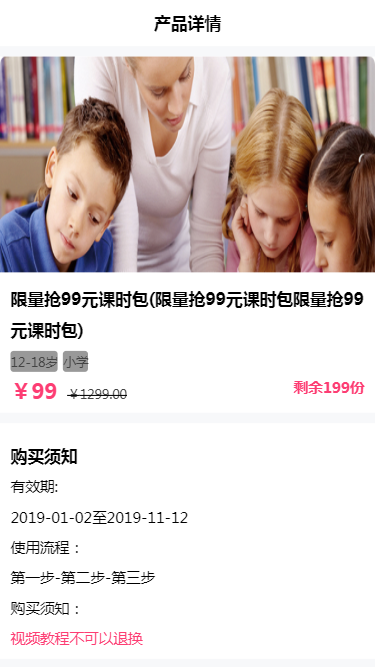 产品详情
限量抢99元课时包(限量抢99元课时包限量抢99
元课时包)
12-18岁 小学
￥99 ￥1299.00 剩余199份
购买须知
有效期:
2019-01-02至2019-11-12
使用流程：
第一步-第二步-第三步
购买须知：
视频教程不可以退换